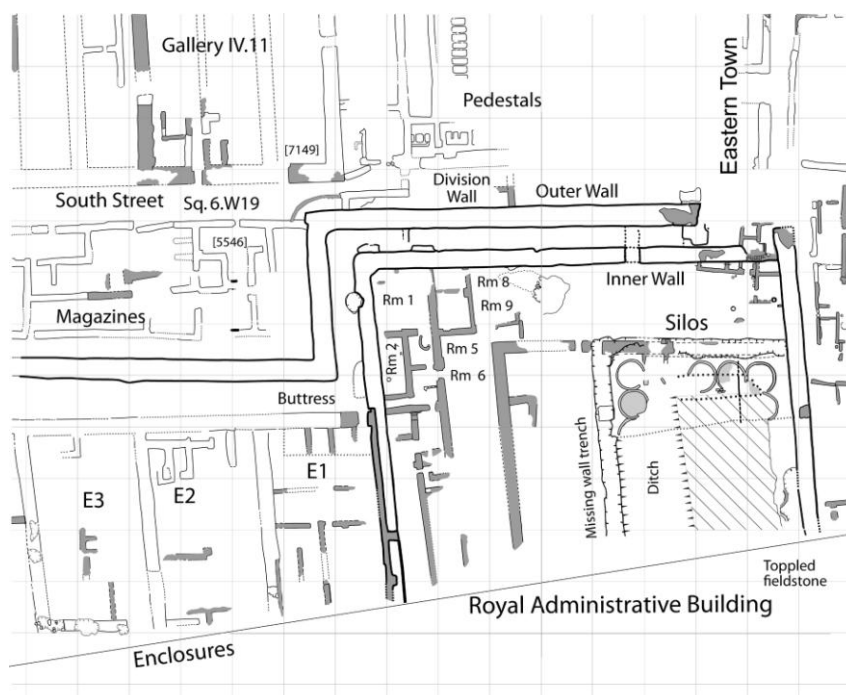 Gallery IV.11
Pedestals
Eastern Town
[7149]
Division
Wall
Outer Wall
South Street
Sq.6.W19
[5546]
Inner Wall
Rm 8
Rm 1
Rm 9
Magazines
Silos
Rm 2
Rm 5
Rm 6
Buttress
Missing wall trench
Ditch
E1
E2
E3
Toppled
fieldstone
Royal Administrative Building
Enclosures